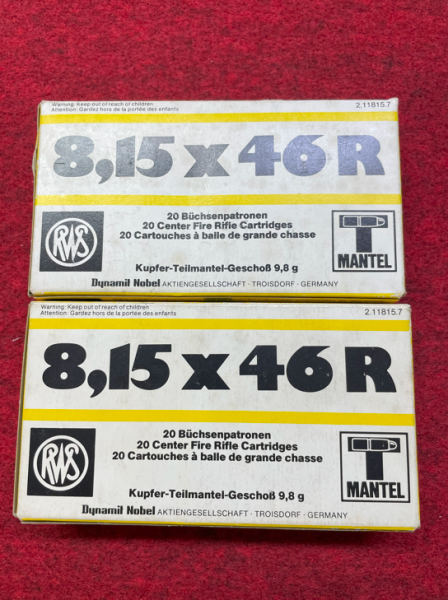 Warning: Keep out of reach of children
Attention: Gardez hors de la portée des enfants
2.11815.7
8,15 x 46 R
20 Büchsenpatronen
20 Center Fire Rifle Cartridges
20 Cartouches à balle de grande chasse
RWS
T
MANTEL
Kupfer-Teilmantel-Geschoß 9,8 g
Dynamit Nobel AKTIENGESELLSCHAFT · TROISDORF · GERMANY
Warning: Keep out of reach of children
Attention: Gardez hors de la portée des enfants
2.11815.7
8,15 x 46 R
20 Büchsenpatronen
20 Center Fire Rifle Cartridges
20 Cartouches à balle de grande chasse
RWS
T
MANTEL
Kupfer-Teilmantel-Geschoß 9,8 g
Dynamit Nobel AKTIENGESELLSCHAFT · TROISDORF · GERMANY